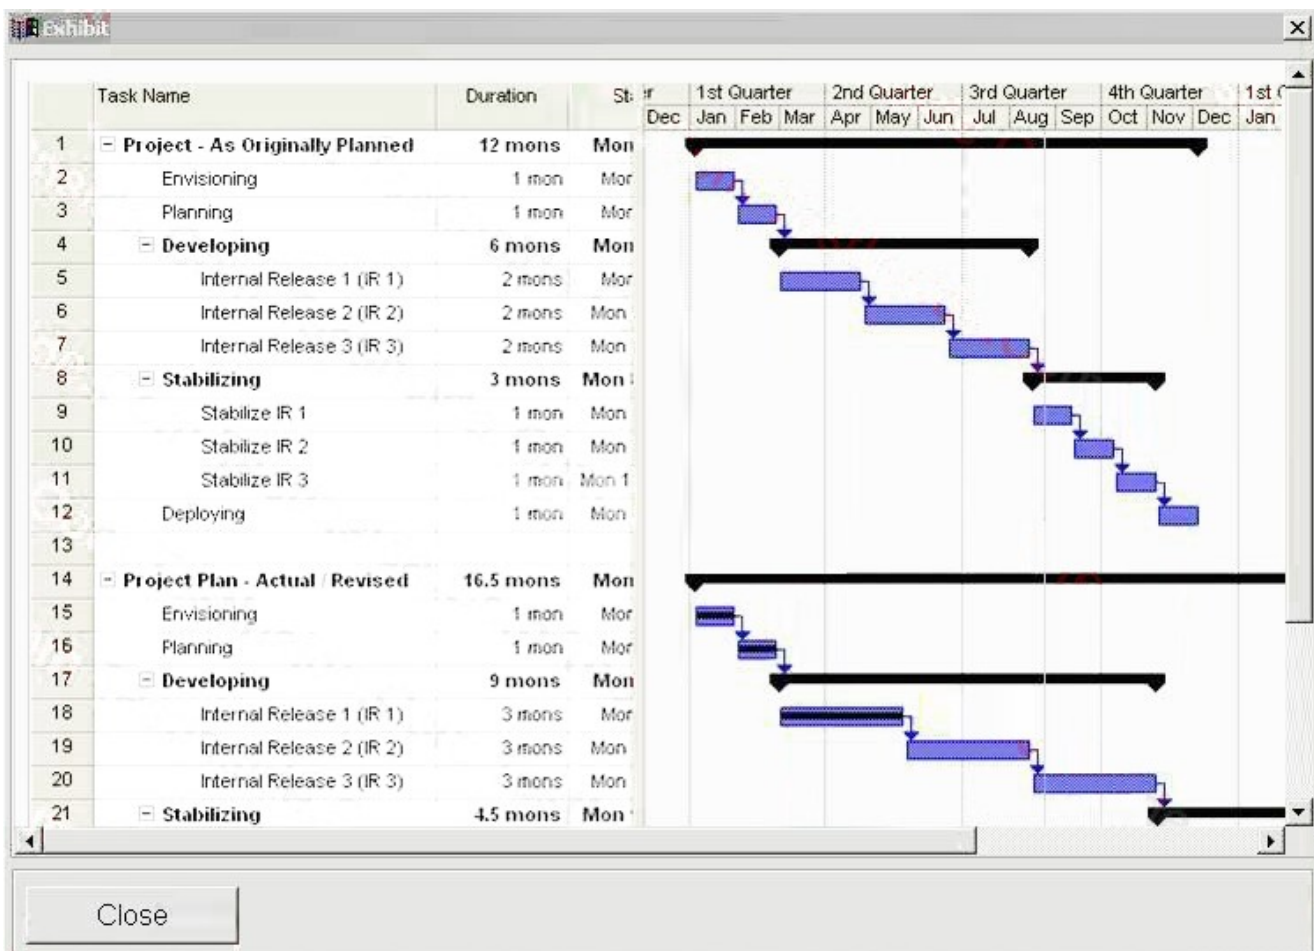 Exhibit
Task Name Duration 1st Quarter 2nd Quarter 3rd Quarter 4th Quarter
Dec Jan Feb Mar Apr May Jun Jul Aug Sep Oct Nov Dec Jan
1 Project - As Originally Planned 12 mons Mon
2 Envisioning 1 mon
3 Planning 1 mon
4 Developing 6 mons Mon
5 Internal Release 1 (IR 1) 2 mons
6 Internal Release 2 (IR 2) 2 mons Mon
7 Internal Release 3 (IR 3) 2 mons Mon
8 Stabilizing 3 mons Mon
9 Stabilize IR 1 1 mon Mon
10 Stabilize IR 2 1 mon Mon
11 Stabilize IR 3 1 mon Mon 1
12 Deploying 1 mon Mon
13
14 Project Plan - Actual / Revised 16.5 mons Mon
15 Envisioning 1 mon
16 Planning 1 mon
17 Developing 9 mons Mon
18 Internal Release 1 (IR 1) 3 mons
19 Internal Release 2 (IR 2) 3 mons Mon
20 Internal Release 3 (IR 3) 3 mons Mon
21 Stabilizing 4.5 mons Mon
Close